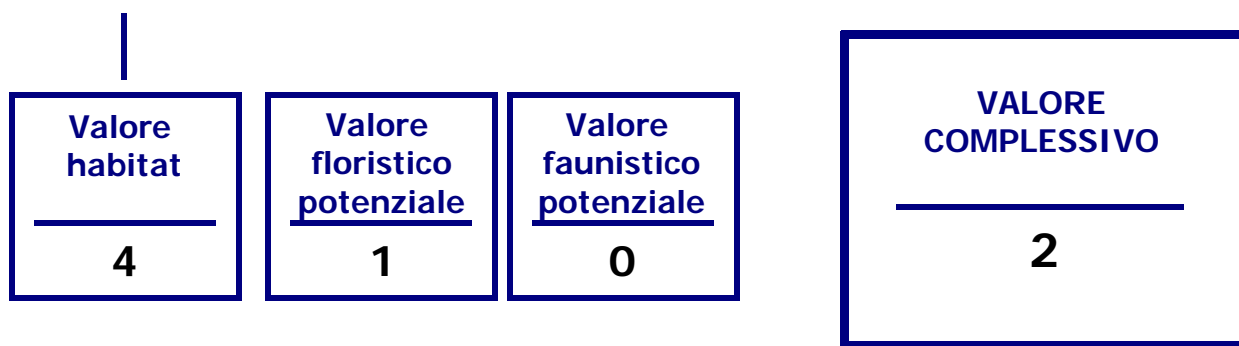 Valore
habitat
4
Valore
floristico
potenziale
1
Valore
faunistico
potenziale
0
VALORE
COMPLESSIVO
2